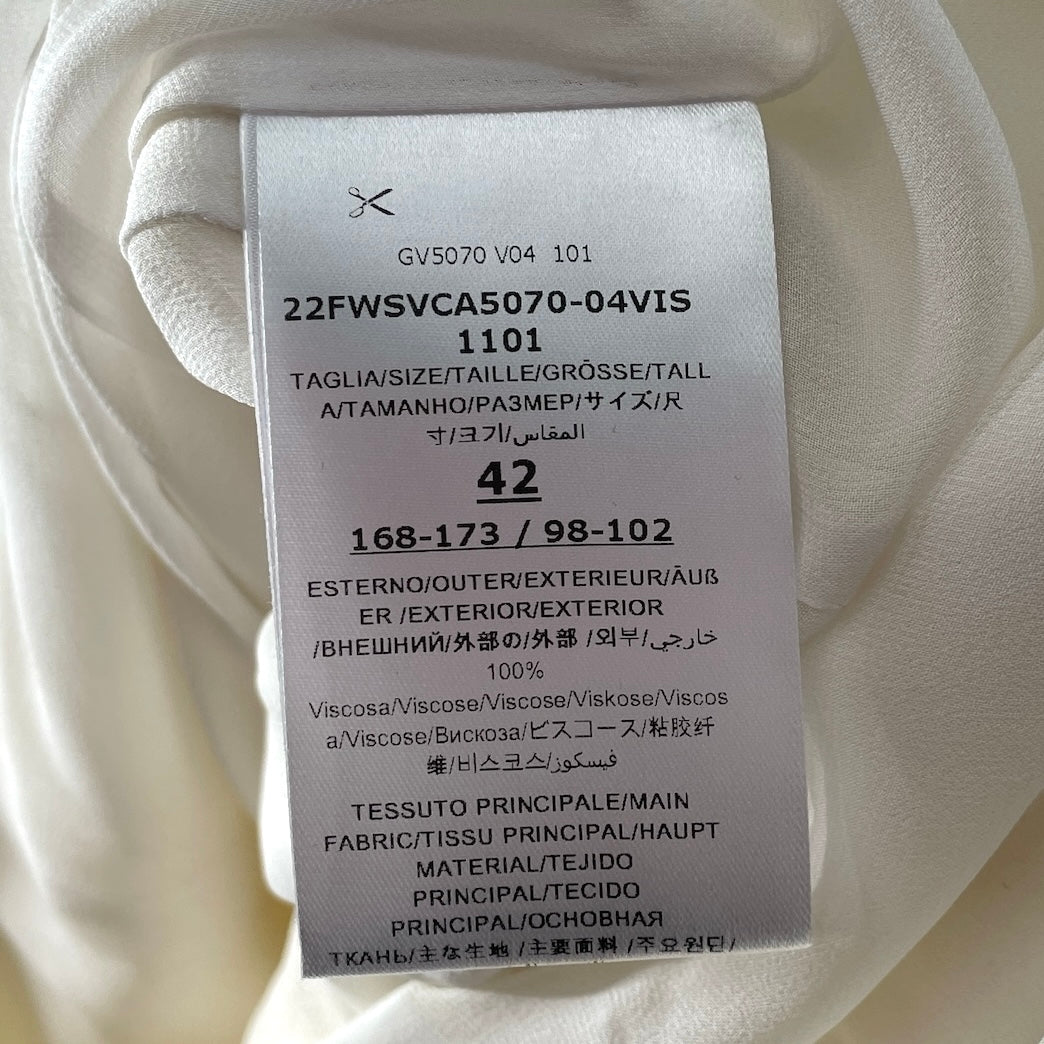 GV5070 V04 101
22FWSVCA5070-04VIS
1101
TAGLIA/SIZE/TAILLE/GRÖSSE/TALL
A/TAMANHO/РАЗМЕР/サイズ/尺
寸/크기/المقاس
42
168-173 / 98-102
ESTERNO/OUTER/EXTERIEUR/ÄUß
ER /EXTERIOR/EXTERIOR
/ВНЕШНИЙ/外部の/外部 /외부/خارجي
100%
Viscosa/Viscose/Viscose/Viskose/Viscos
a/Viscose/Вискоза/ビスコース/粘胶纤
维/비스코스/فيسكوز
TESSUTO PRINCIPALE/MAIN
FABRIC/TISSU PRINCIPAL/HAUPT
MATERIAL/TEJIDO
PRINCIPAL/TECIDO
PRINCIPAL/ОСНОВНАЯ
ТКАНЬ/主な生地 /主要面料 /주요원단/